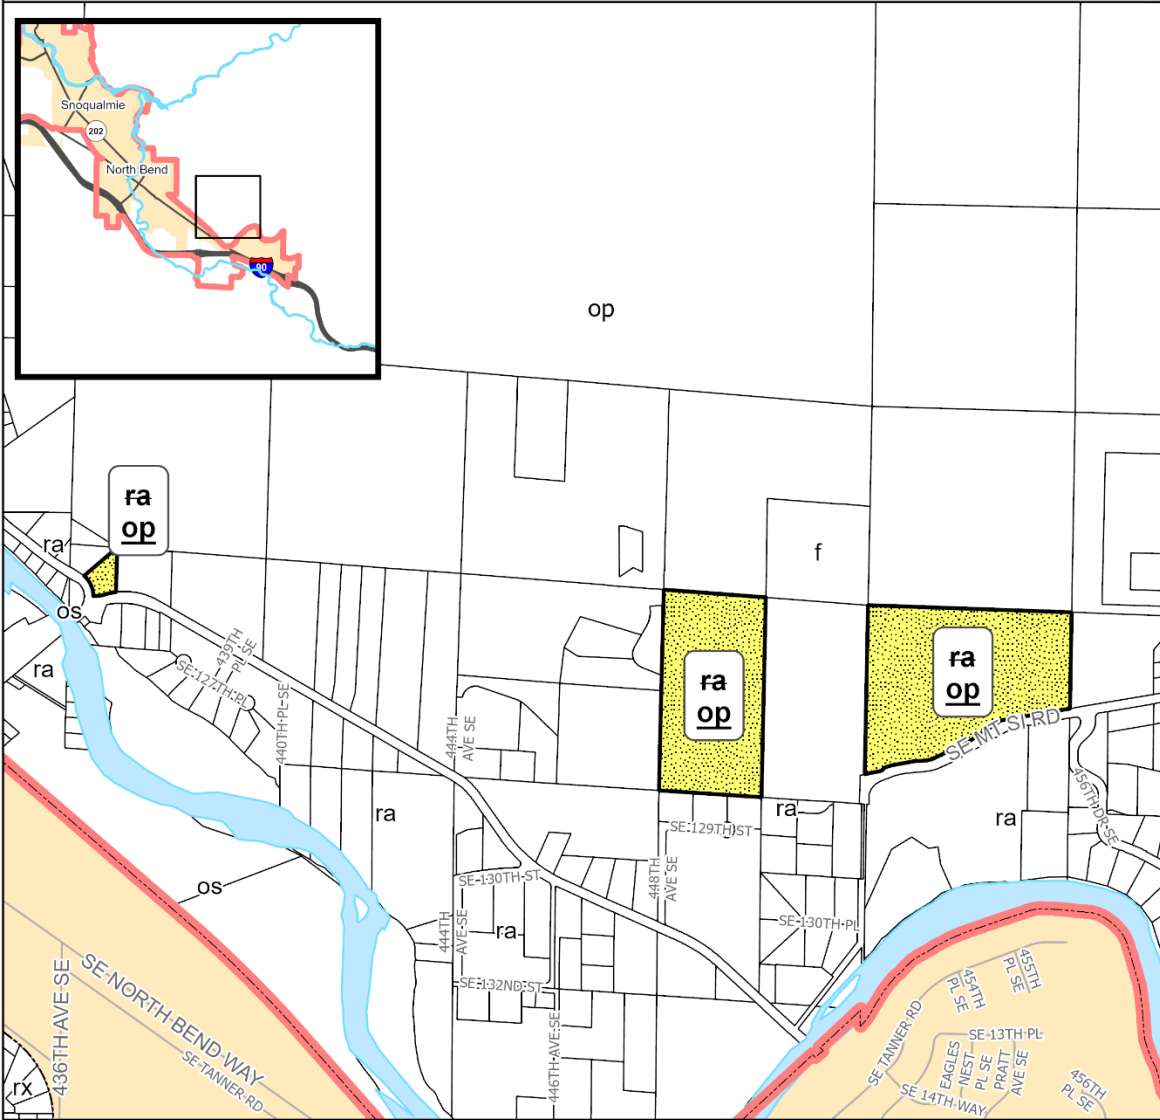 Snoqualmie
202
North Bend
90
op
ra
op
ra
f
os
ra
ra
op
ra
op
439TH
PL SE
SE 127TH PL
440TH PL SE
444TH
AVE SE
SE MT SI RD
456TH DR SE
ra
ra
ra
SE 129TH ST
448TH
AVE SE
os
SE 130TH ST
444TH
AVE SE
ra
SE 130TH PL
SE 132ND ST
446TH AVE SE
SE NORTH BEND WAY
SE TANNER RD
436TH AVE SE
rx
SE TANNER RD
454TH
PL SE
455TH
PL SE
SE 13TH PL
EAGLES
NEST
PL SE
PRATT
AVE SE
SE 14TH WAY
456TH
PL SE